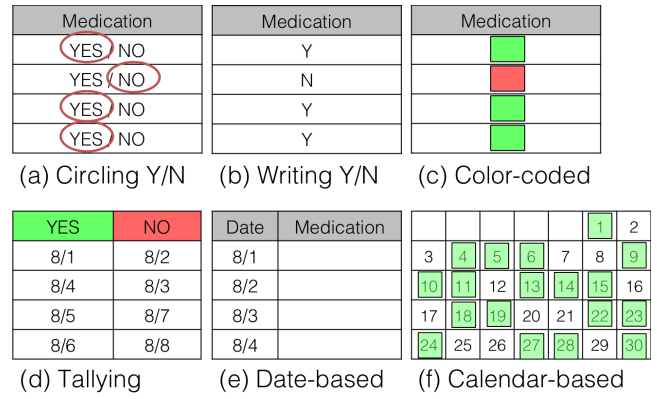 Medication
YES / NO
YES / NO
YES / NO
YES / NO
(a) Circling Y/N
Medication
Y
N
Y
Y
(b) Writing Y/N
Medication
(c) Color-coded
YES NO
8/1 8/2
8/4 8/3
8/5 8/7
8/6 8/8
(d) Tallying
Date Medication
8/1
8/2
8/3
8/4
(e) Date-based
1 2
3 4 5 6 7 8 9
10 11 12 13 14 15 16
17 18 19 20 21 22 23
24 25 26 27 28 29 30
(f) Calendar-based